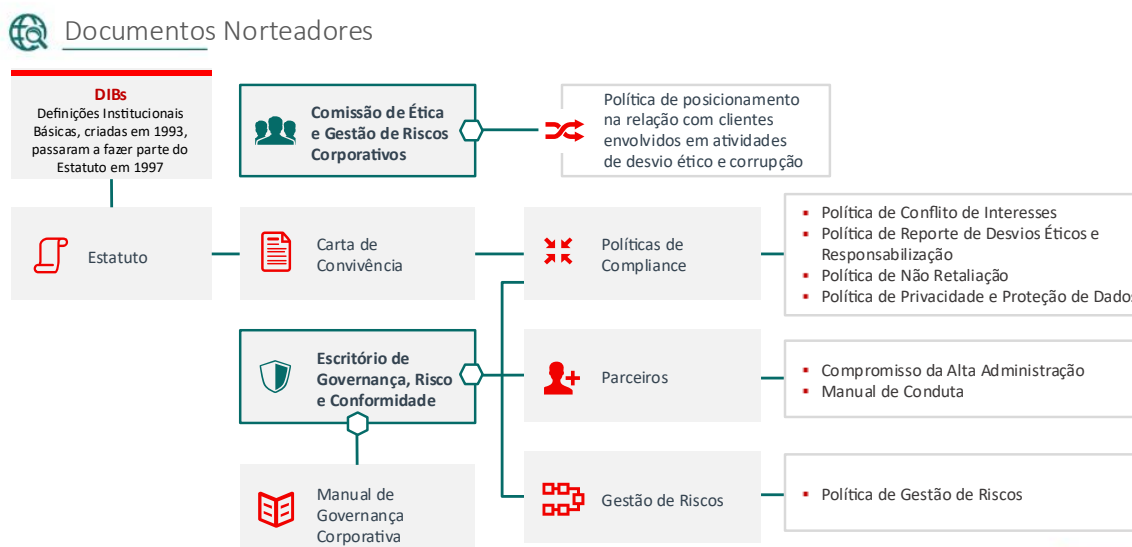 Documentos Norteadores
DIBs
Definições Institucionais
Básicas, criadas em 1993,
passaram a fazer parte do
Estatuto em 1997
Comissão de Ética
e Gestão de Riscos
Corporativos
Política de posicionamento
na relação com clientes
envolvidos em atividades
de desvio ético e corrupção
Estatuto
Carta de
Convivência
Políticas de
Compliance
Política de Conflito de Interesses
Política de Reporte de Desvios Éticos e
Responsabilização
Política de Não Retaliação
Política de Privacidade e Proteção de Dados
Escritório de
Governança, Risco
e Conformidade
Parceiros
Compromisso da Alta Administração
Manual de Conduta
Manual de
Governança
Corporativa
Gestão de Riscos
Política de Gestão de Riscos